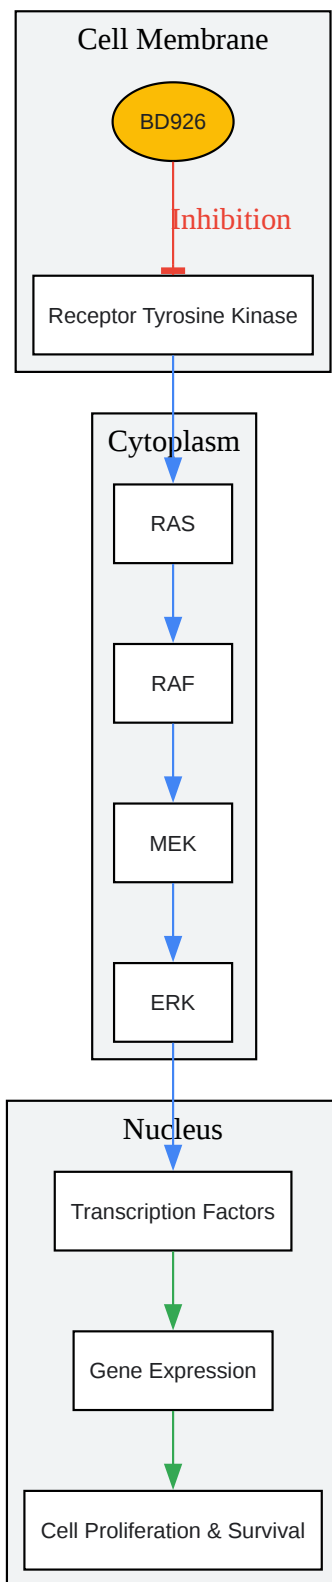 Cell Membrane
BD926
Inhibition
Receptor Tyrosine Kinase
Cytoplasm
RAS
RAF
MEK
ERK
Nucleus
Transcription Factors
Gene Expression
Cell Proliferation & Survival